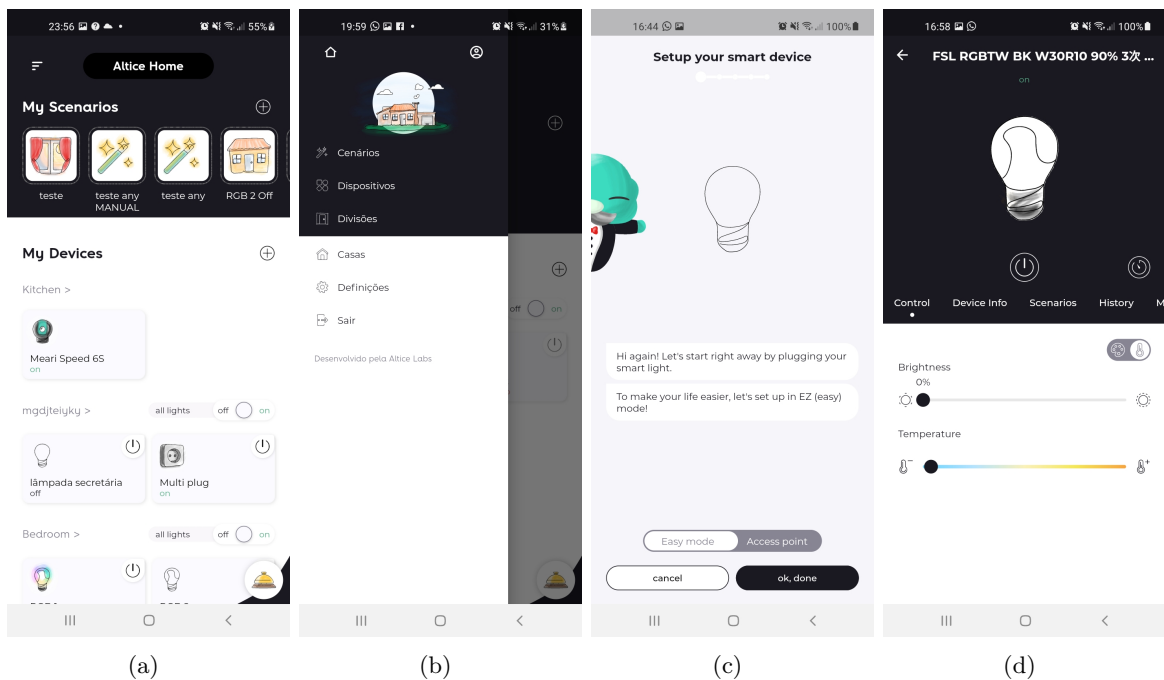 23:56
55%
Altice Home
My Scenarios
teste
teste any
MANUAL
teste any
RGB 2 Off
My Devices
Kitchen >
Meari Speed 6S
on
mgdjteiyky >
all lights
off
on
lâmpada secretária
off
Multi plug
on
Bedroom >
all lights
off
on
(a)
19:59
31%
Cenários
Dispositivos
Divisões
Casas
Definições
Sair
Desenvolvido pela Altice Labs
off
on
(b)
16:44
100%
Setup your smart device
Hi again! Let's start right away by plugging your
smart light.
To make your life easier, let's set up in EZ (easy)
mode!
Easy mode
Access point
cancel
ok, done
(c)
16:58
100%
FSL RGBTW BK W30R10 90% 3次 ...
on
Control
Device Info
Scenarios
History
M
Brightness
0%
Temperature
(d)